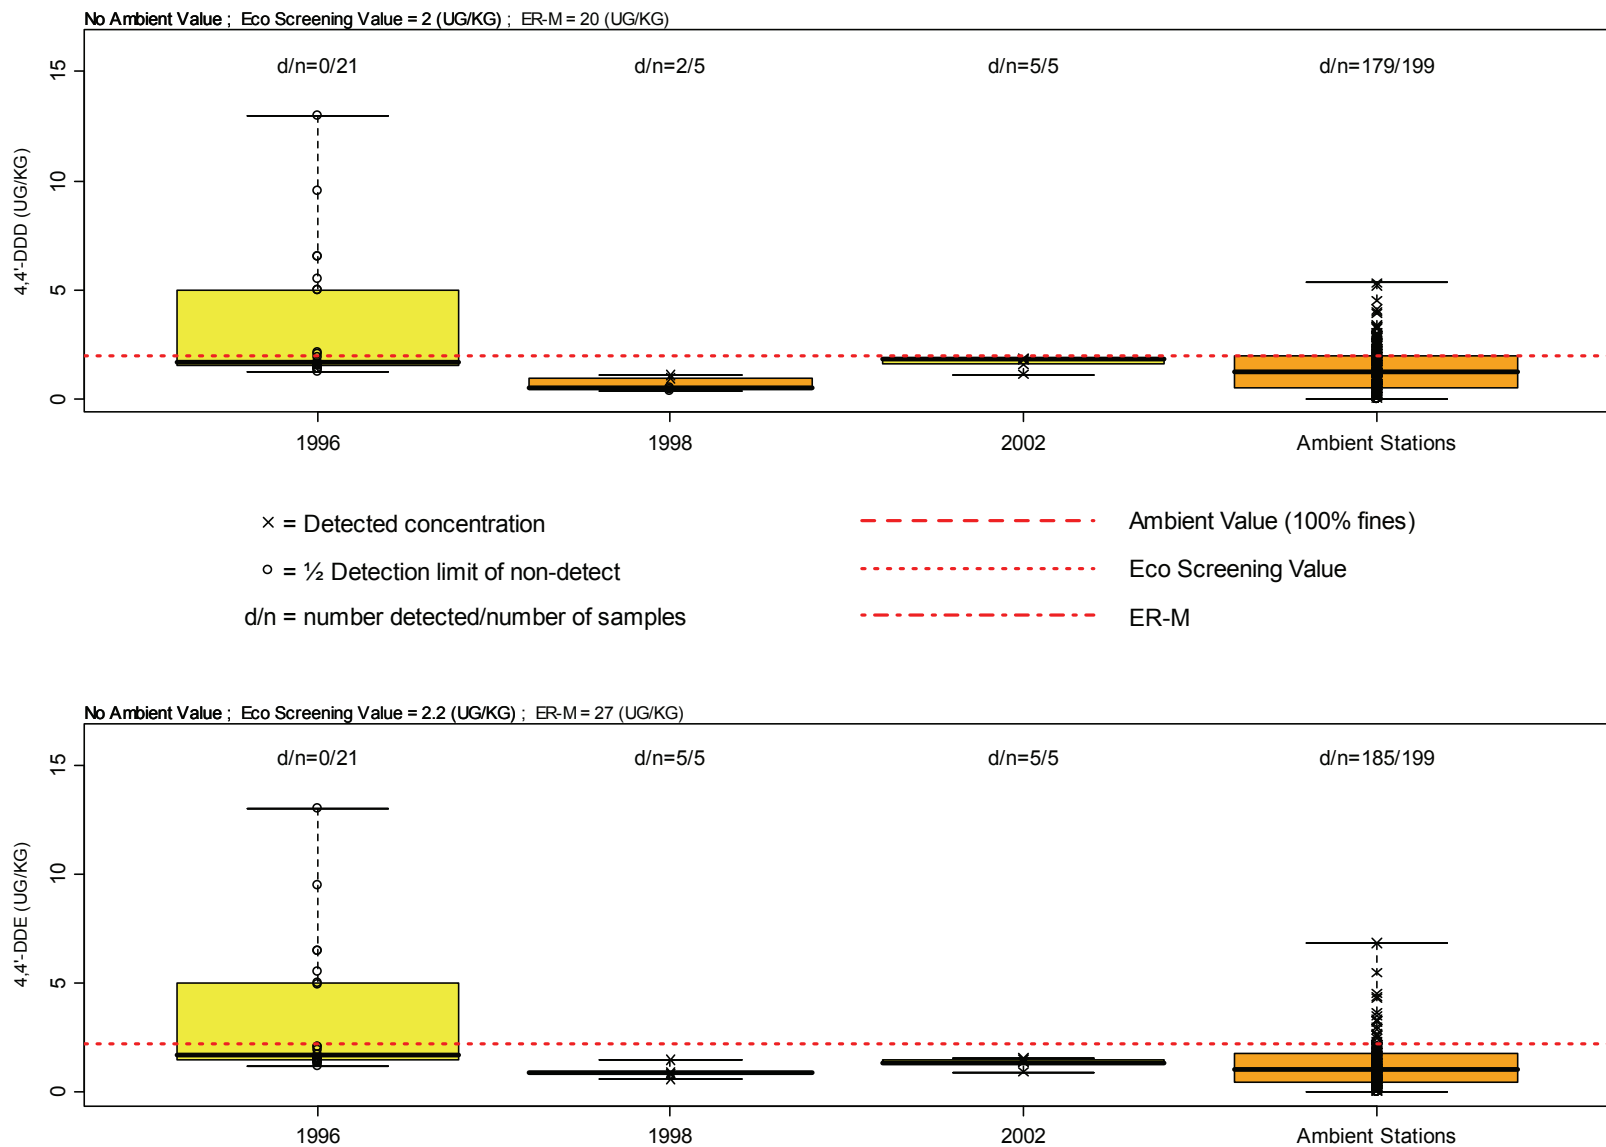 No Ambient Value ; Eco Screening Value = 2 (UG/KG) ; ER-M = 20 (UG/KG)
d/n=0/21 d/n=2/5 d/n=5/5 d/n=179/199
4,4'-DDD (UG/KG)
15
10
5
0
1996 1998 2002 Ambient Stations
× = Detected concentration
Ambient Value (100% fines)
o = ½ Detection limit of non-detect
Eco Screening Value
d/n = number detected/number of samples
ER-M
No Ambient Value ; Eco Screening Value = 2.2 (UG/KG) ; ER-M = 27 (UG/KG)
d/n=0/21 d/n=5/5 d/n=5/5 d/n=185/199
4,4'-DDE (UG/KG)
15
10
5
0
1996 1998 2002 Ambient Stations